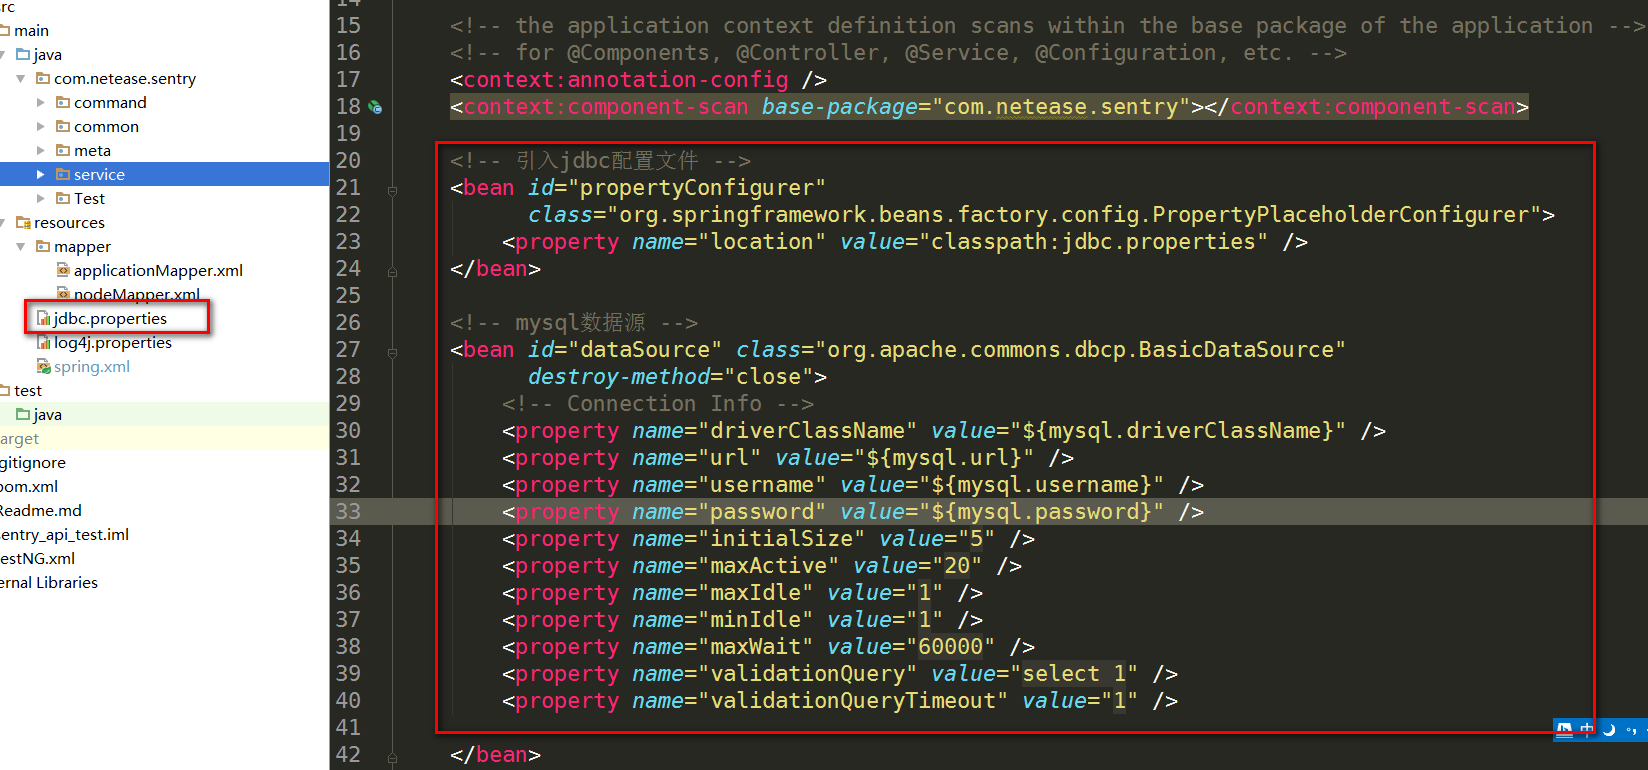 src
main
java
com.netease.sentry
command
common
meta
service
Test
resources
mapper
applicationMapper.xml
nodeMapper.xml
jdbc.properties
log4j.properties
spring.xml
test
java
arget
gitignore
pom.xml
Readme.md
sentry_api_test.iml
estNG.xml
ernal Libraries
14
15 <!-- the application context definition scans within the base package of the application -->
16 <!-- for @Components, @Controller, @Service, @Configuration, etc. -->
17 <context:annotation-config />
18 <context:component-scan base-package="com.netease.sentry"></context:component-scan>
19
20 <!-- 引入jdbc配置文件 -->
21 <bean id="propertyConfigurer"
22 class="org.springframework.beans.factory.config.PropertyPlaceholderConfigurer">
23 <property name="location" value="classpath:jdbc.properties" />
24 </bean>
25
26 <!-- mysql数据源 -->
27 <bean id="dataSource" class="org.apache.commons.dbcp.BasicDataSource"
28 destroy-method="close">
29 <!-- Connection Info -->
30 <property name="driverClassName" value="${mysql.driverClassName}" />
31 <property name="url" value="${mysql.url}" />
32 <property name="username" value="${mysql.username}" />
33 <property name="password" value="${mysql.password}" />
34 <property name="initialSize" value="5" />
35 <property name="maxActive" value="20" />
36 <property name="maxIdle" value="1" />
37 <property name="minIdle" value="1" />
38 <property name="maxWait" value="60000" />
39 <property name="validationQuery" value="select 1" />
40 <property name="validationQueryTimeout" value="1" />
41
42 </bean>
中